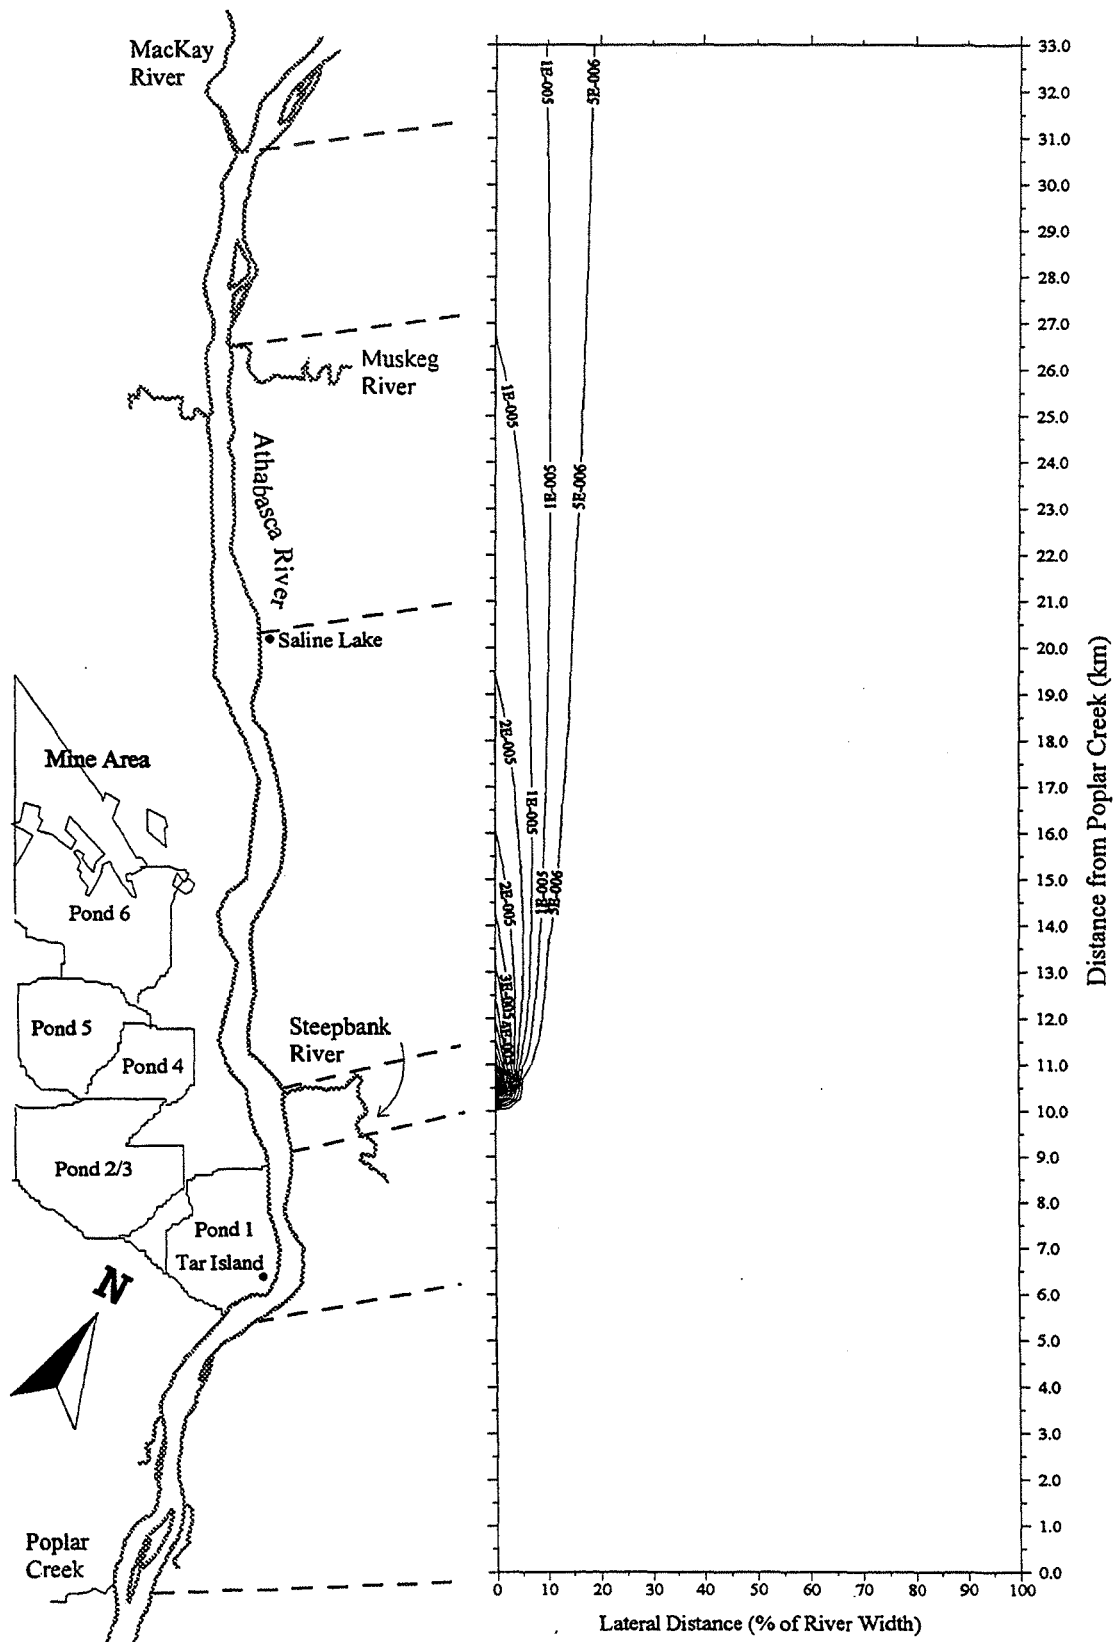 MacKay
River
Muskeg
River
Athabasca River
Saline Lake
Mine Area
Pond 6
Pond 5
Pond 4
Steepbank
River
Pond 2/3
Pond 1
Tar Island
N
Poplar
Creek
1E-005
5E-006
1E-005
1E-005
5E-006
2E-005
1E-005
1E-005
5E-006
2E-005
3E-005
4E-005
33.0
32.0
31.0
30.0
29.0
28.0
27.0
26.0
25.0
24.0
23.0
22.0
21.0
20.0
19.0
18.0
17.0
16.0
15.0
14.0
13.0
12.0
11.0
10.0
9.0
8.0
7.0
6.0
5.0
4.0
3.0
2.0
1.0
0.0
Distance from Poplar Creek (km)
0 10 20 30 40 50 60 70 80 90 100
Lateral Distance (% of River Width)